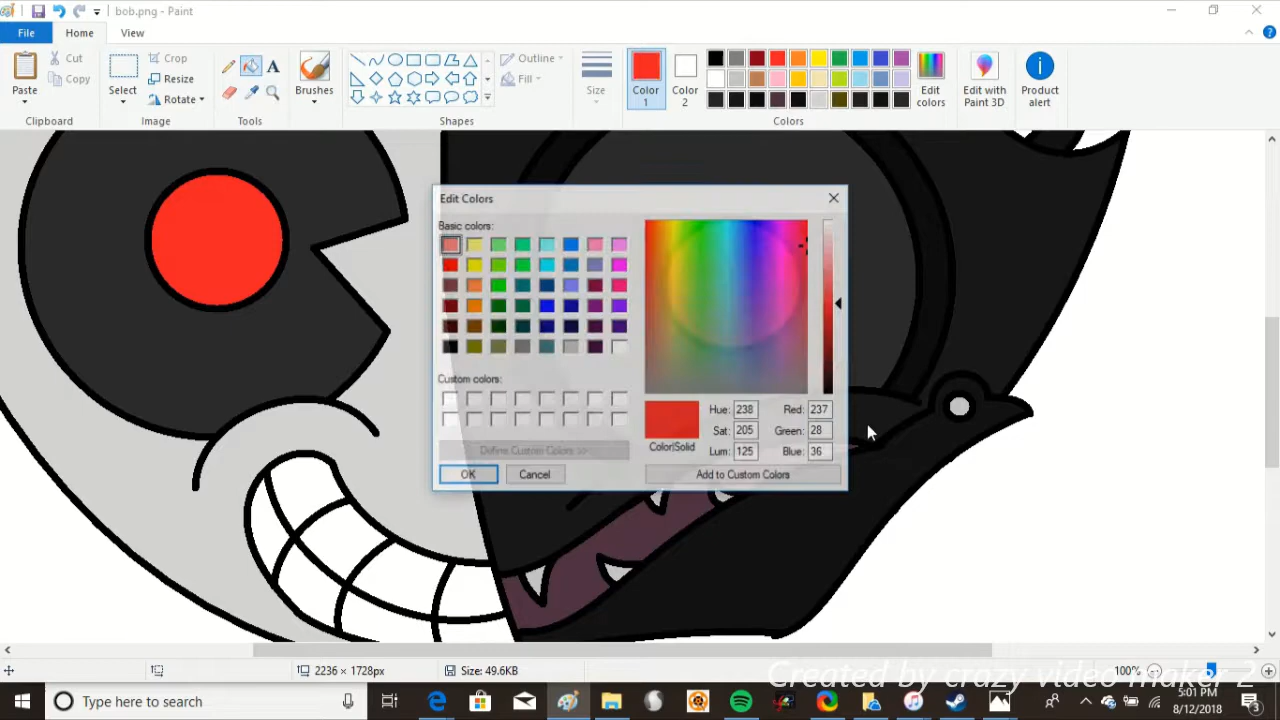 bob.png - Paint
File
Home
View
Paste
Cut
Copy
Clipboard
Select
Crop
Resize
Rotate
Image
A
Tools
Brushes
Outline
Fill
Shapes
Size
Color 1
Color 2
Edit colors
Colors
Edit with Paint 3D
Product alert
Edit Colors
Basic colors:
Custom colors:
Define Custom Colors >>
OK
Cancel
Color|Solid
Hue: 238
Sat: 205
Lum: 125
Red: 237
Green: 28
Blue: 36
Add to Custom Colors
2236 × 1728px
Size: 49.6KB
100%
Created by crazy video maker 2
Type here to search
5:01 PM
8/12/2018
3